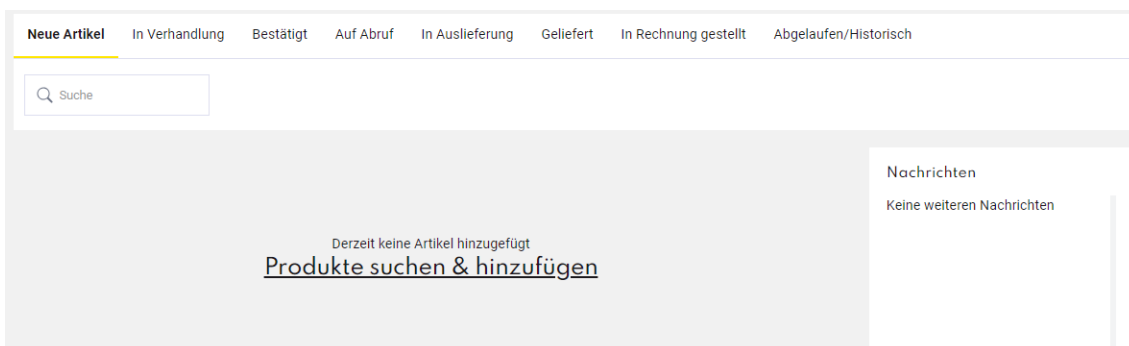 Neue Artikel In Verhandlung Bestätigt Auf Abruf In Auslieferung Geliefert In Rechnung gestellt Abgelaufen/Historisch
Suche
Nachrichten
Keine weiteren Nachrichten
Derzeit keine Artikel hinzugefügt
Produkte suchen & hinzufügen